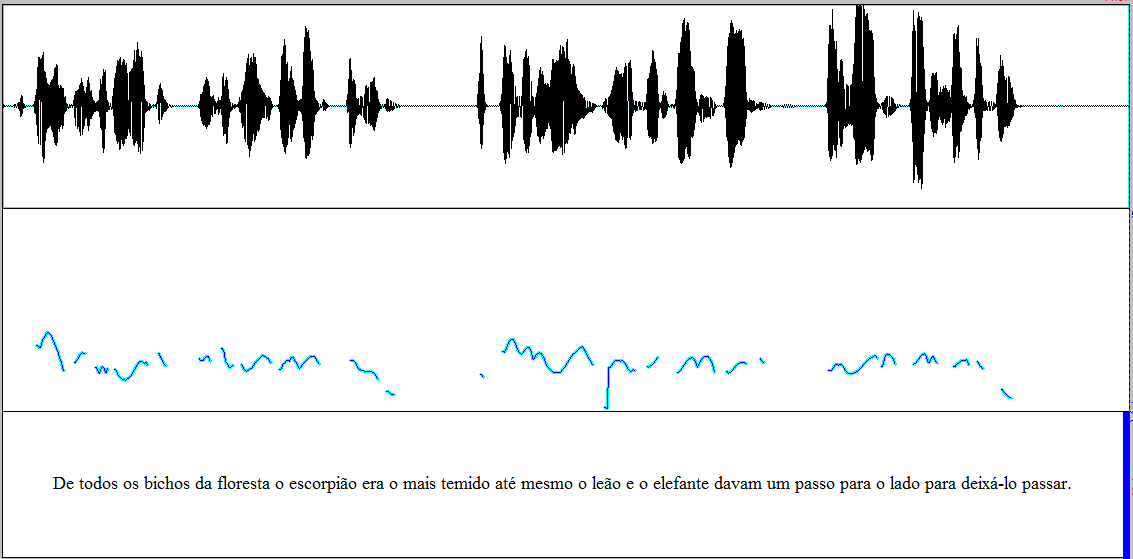 De todos os bichos da floresta o escorpião era o mais temido até mesmo o leão e o elefante davam um passo para o lado para deixá-lo passar.